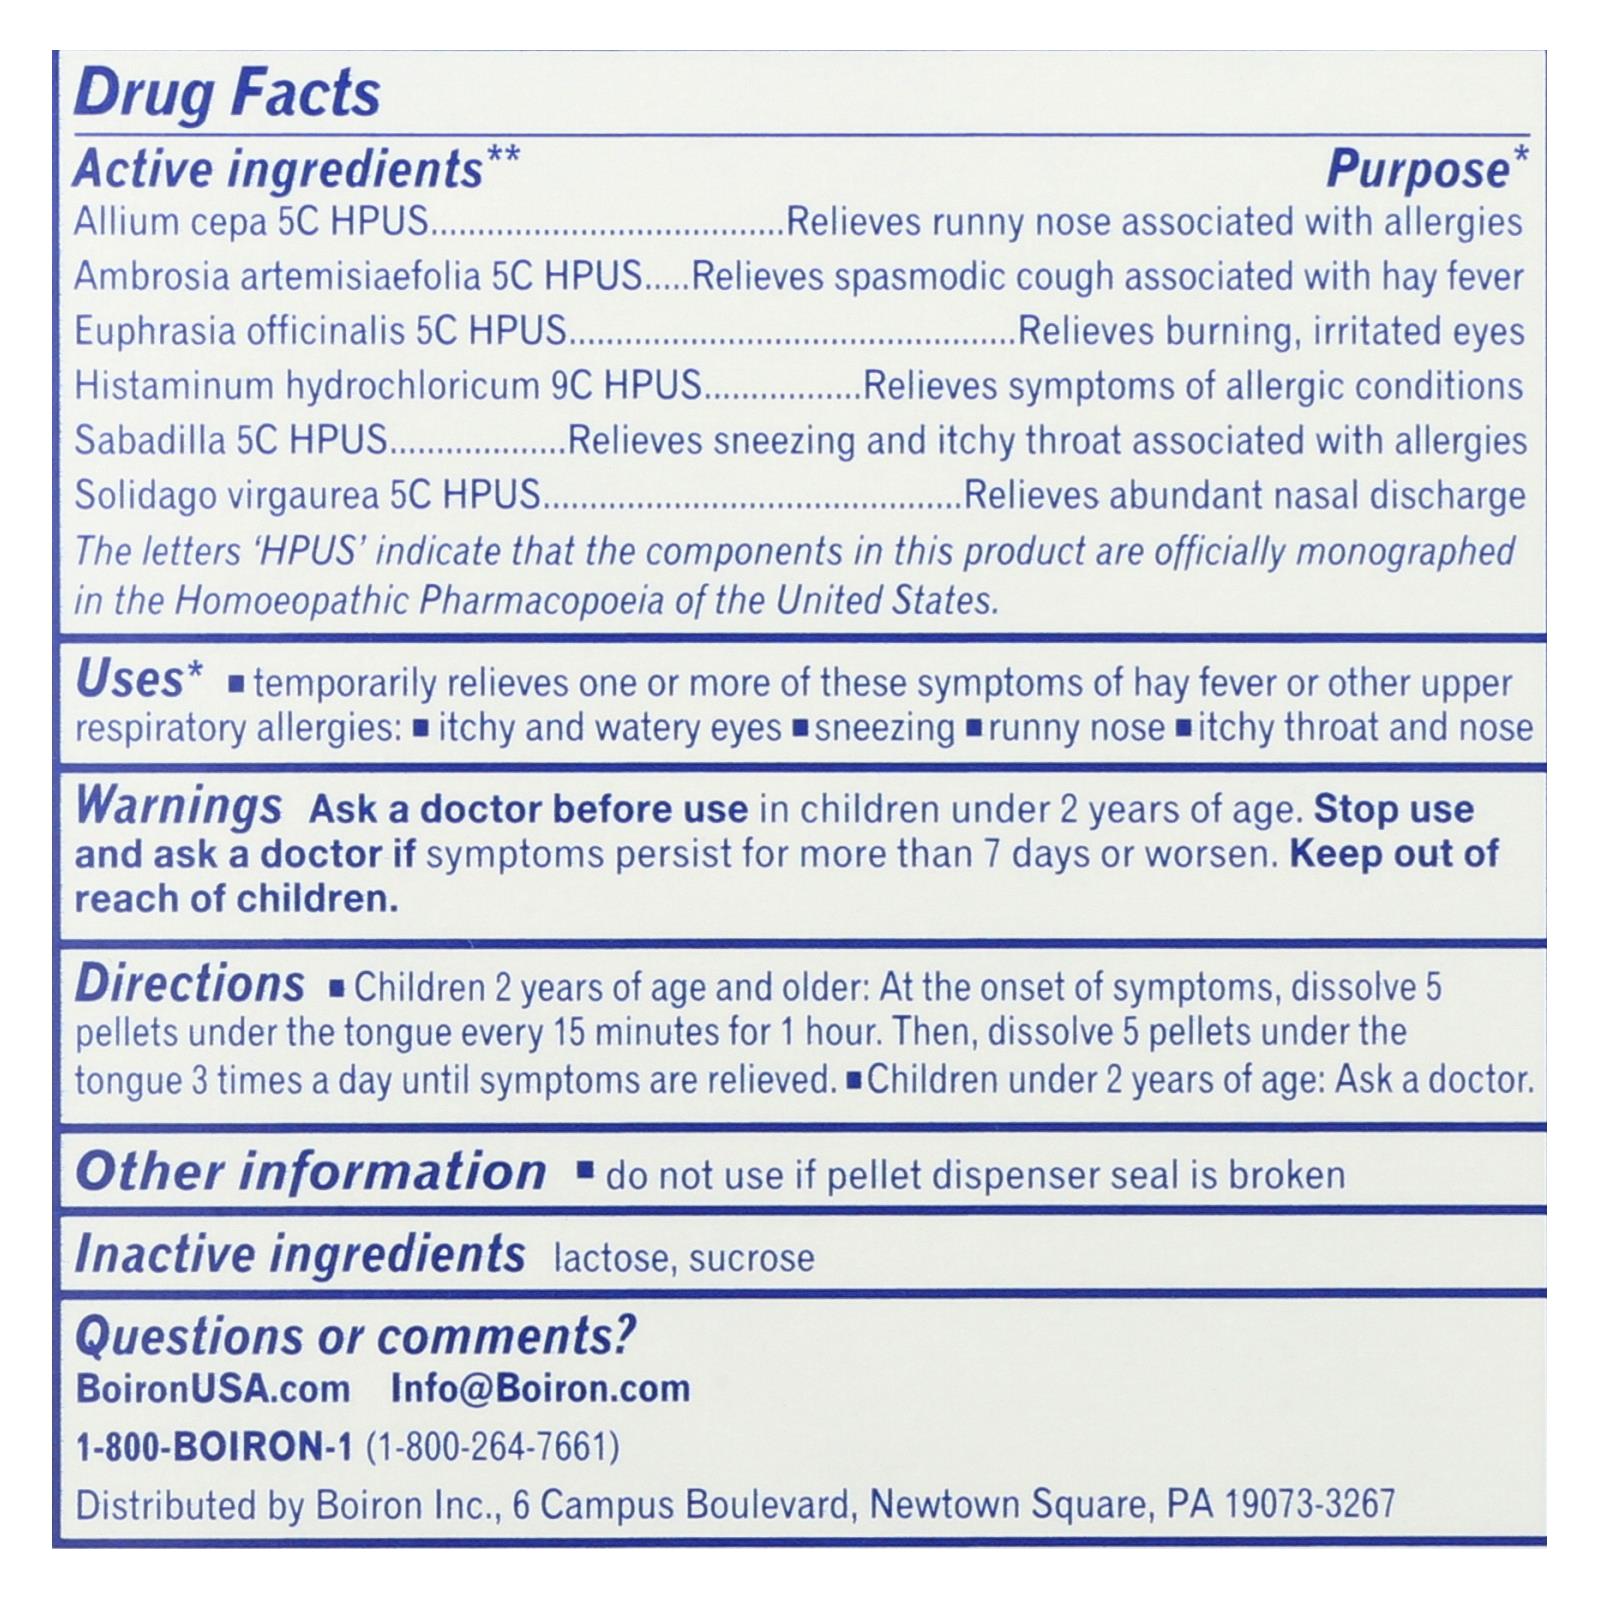 Drug Facts
Active ingredients** Purpose*
Allium cepa 5C HPUS......................................Relieves runny nose associated with allergies
Ambrosia artemisiaefolia 5C HPUS.....Relieves spasmodic cough associated with hay fever
Euphrasia officinalis 5C HPUS................................................Relieves burning, irritated eyes
Histaminum hydrochloricum 9C HPUS.................Relieves symptoms of allergic conditions
Sabadilla 5C HPUS...................Relieves sneezing and itchy throat associated with allergies
Solidago virgaurea 5C HPUS.............................................Relieves abundant nasal discharge
The letters ‘HPUS’ indicate that the components in this product are officially monographed
in the Homoeopathic Pharmacopoeia of the United States.
Uses* ■ temporarily relieves one or more of these symptoms of hay fever or other upper
respiratory allergies: ■ itchy and watery eyes ■ sneezing ■ runny nose ■ itchy throat and nose
Warnings Ask a doctor before use in children under 2 years of age. Stop use
and ask a doctor if symptoms persist for more than 7 days or worsen. Keep out of
reach of children.
Directions ■ Children 2 years of age and older: At the onset of symptoms, dissolve 5
pellets under the tongue every 15 minutes for 1 hour. Then, dissolve 5 pellets under the
tongue 3 times a day until symptoms are relieved. ■ Children under 2 years of age: Ask a doctor.
Other information ■ do not use if pellet dispenser seal is broken
Inactive ingredients lactose, sucrose
Questions or comments?
BoironUSA.com Info@Boiron.com
1-800-BOIRON-1 (1-800-264-7661)
Distributed by Boiron Inc., 6 Campus Boulevard, Newtown Square, PA 19073-3267